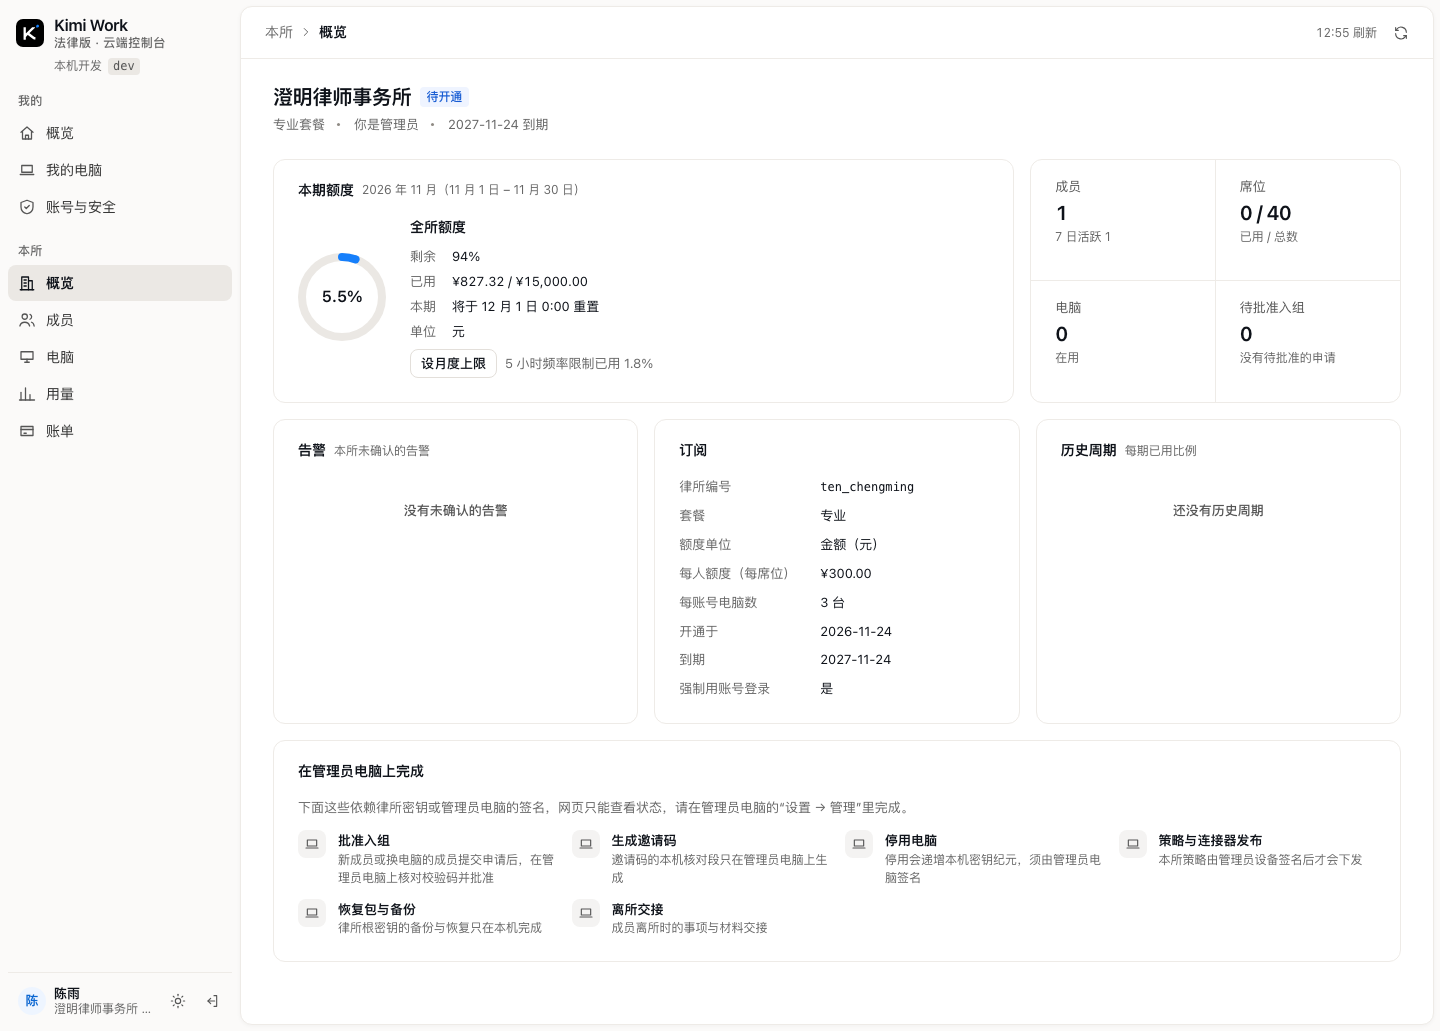 Kimi Work
法律版 · 云端控制台
本机开发 dev
我的
概览
我的电脑
账号与安全
本所
概览
成员
电脑
用量
账单
陈
陈雨
澄明律师事务所 ...
本所 > 概览
12:55 刷新
澄明律师事务所 待开通
专业套餐 • 你是管理员 • 2027-11-24 到期
本期额度 2026 年 11 月（11 月 1 日 – 11 月 30 日）
5.5%
全所额度
剩余 94%
已用 ¥827.32 / ¥15,000.00
本期 将于 12 月 1 日 0:00 重置
单位 元
设月度上限 5 小时频率限制已用 1.8%
成员
1
7 日活跃 1
席位
0 / 40
已用 / 总数
电脑
0
在用
待批准入组
0
没有待批准的申请
告警 本所未确认的告警
没有未确认的告警
订阅
律所编号 ten_chengming
套餐 专业
额度单位 金额（元）
每人额度（每席位） ¥300.00
每账号电脑数 3 台
开通于 2026-11-24
到期 2027-11-24
强制用账号登录 是
历史周期 每期已用比例
还没有历史周期
在管理员电脑上完成
下面这些依赖律所密钥或管理员电脑的签名，网页只能查看状态，请在管理员电脑的“设置 → 管理”里完成。
批准入组
新成员或换电脑的成员提交申请后，在管
理员电脑上核对校验码并批准
生成邀请码
邀请码的本机核对段只在管理员电脑上生
成
停用电脑
停用会递增本机密钥纪元，须由管理员电
脑签名
策略与连接器发布
本所策略由管理员设备签名后才会下发
恢复包与备份
律所根密钥的备份与恢复只在本机完成
离所交接
成员离所时的事项与材料交接